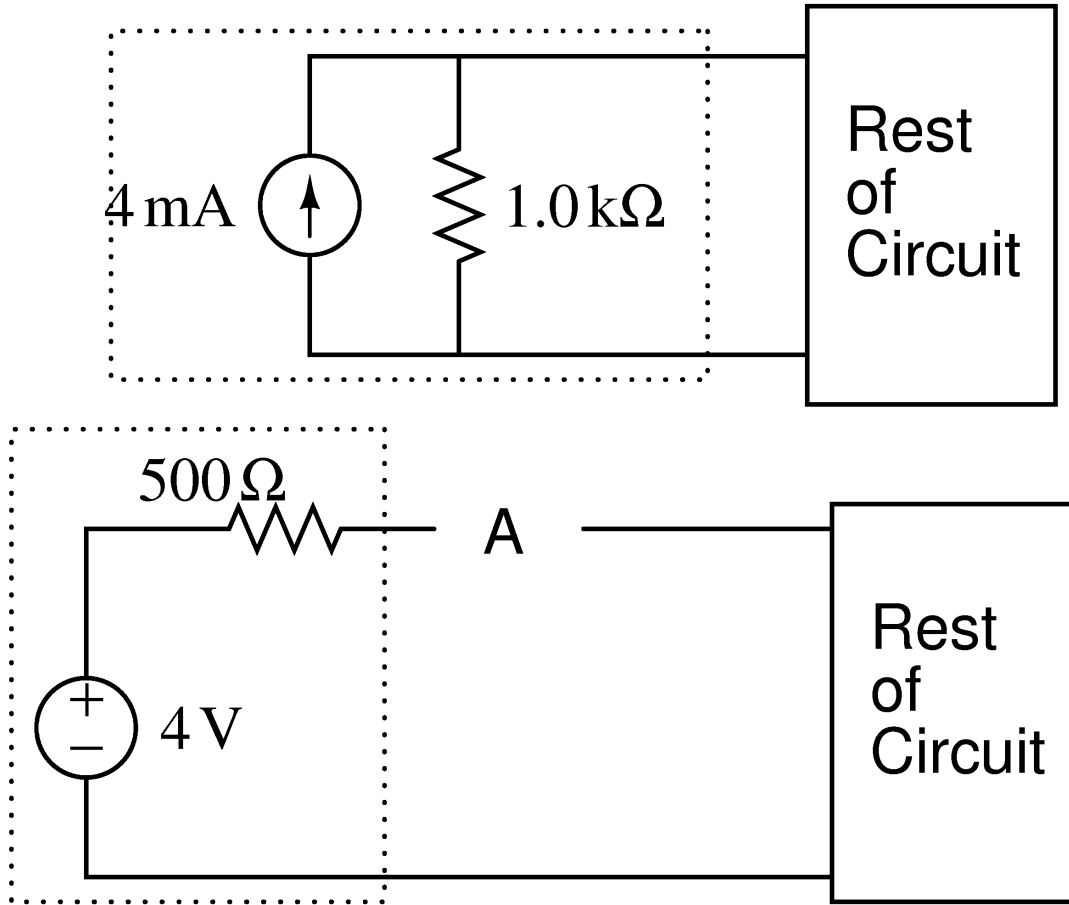 4 mA
1.0 kΩ
Rest
of
Circuit
500 Ω
A
+
−
4 V
Rest
of
Circuit